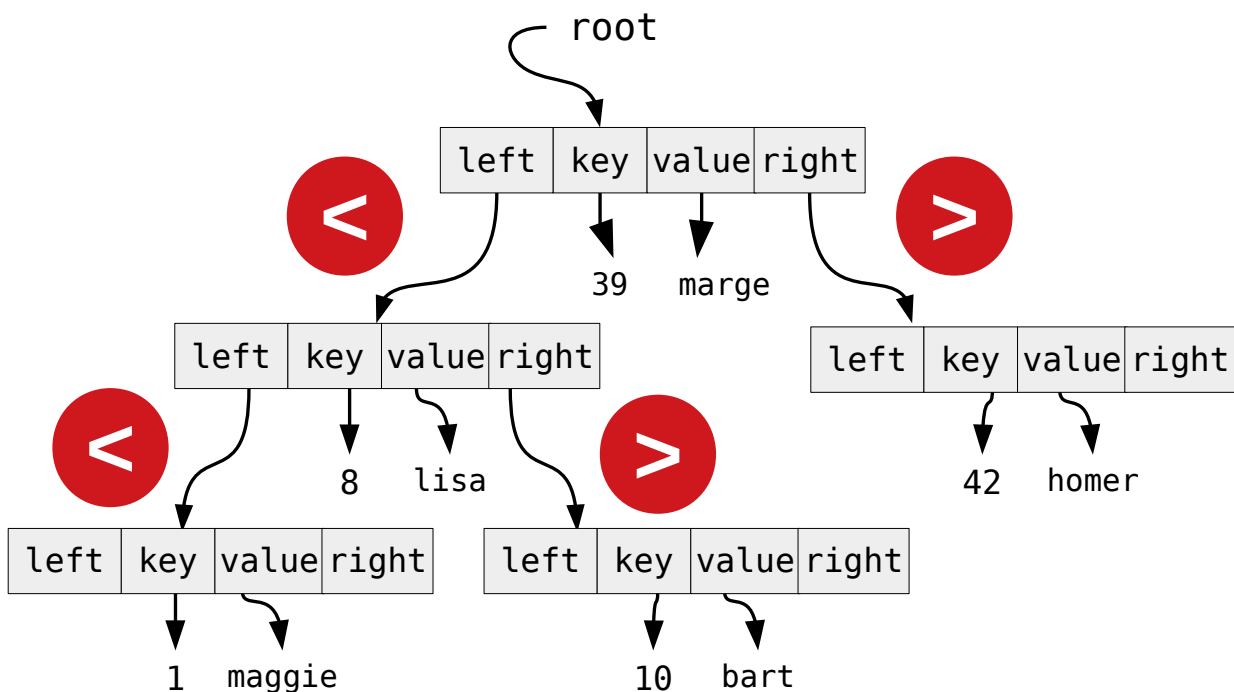 root
left key value right
< >
39 marge
left key value right
left key value right
< >
8 lisa
42 homer
left key value right
left key value right
1 maggie
10 bart